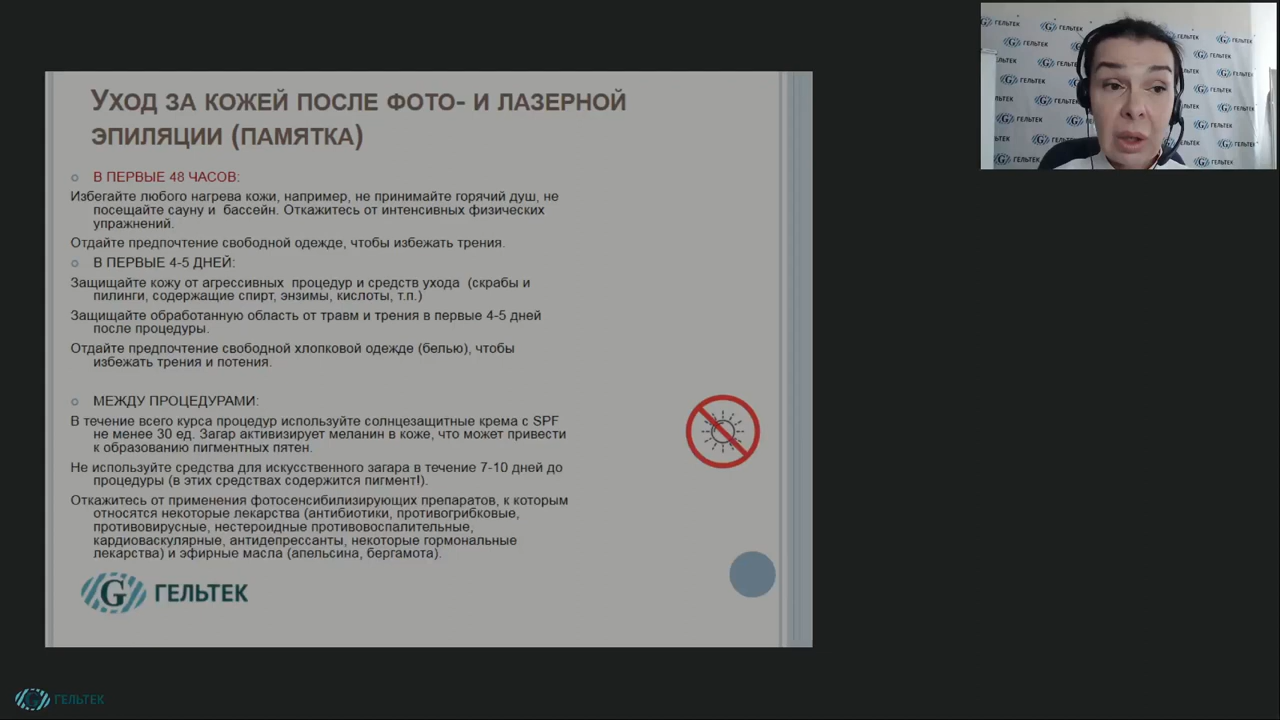 УХОД ЗА КОЖЕЙ ПОСЛЕ ФОТО- И ЛАЗЕРНОЙ
ЭПИЛЯЦИИ (ПАМЯТКА)
В ПЕРВЫЕ 48 ЧАСОВ:
Избегайте любого нагрева кожи, например, не принимайте горячий душ, не
посещайте сауну и бассейн. Откажитесь от интенсивных физических
упражнений.
Отдайте предпочтение свободной одежде, чтобы избежать трения.
В ПЕРВЫЕ 4-5 ДНЕЙ:
Защищайте кожу от агрессивных процедур и средств ухода (скрабы и
пилинги, содержащие спирт, энзимы, кислоты, т.п.)
Защищайте обработанную область от травм и трения в первые 4-5 дней
после процедуры.
Отдайте предпочтение свободной хлопковой одежде (белью), чтобы
избежать трения и потения.
МЕЖДУ ПРОЦЕДУРАМИ:
В течение всего курса процедур используйте солнцезащитные крема с SPF
не менее 30 ед. Загар активизирует меланин в коже, что может привести
к образованию пигментных пятен.
Не используйте средства для искусственного загара в течение 7-10 дней до
процедуры (в этих средствах содержится пигмент!).
Откажитесь от применения фотосенсибилизирующих препаратов, к которым
относятся некоторые лекарства (антибиотики, противогрибковые,
противовирусные, нестероидные противовоспалительные,
кардиоваскулярные, антидепрессанты, некоторые гормональные
лекарства) и эфирные масла (апельсина, бергамота).
G ГЕЛЬТЕК
G ГЕЛЬТЕК
ГЕЛЬТЕК
ГЕЛЬТЕК
ГЕЛЬТЕК
ГЕЛЬТЕК